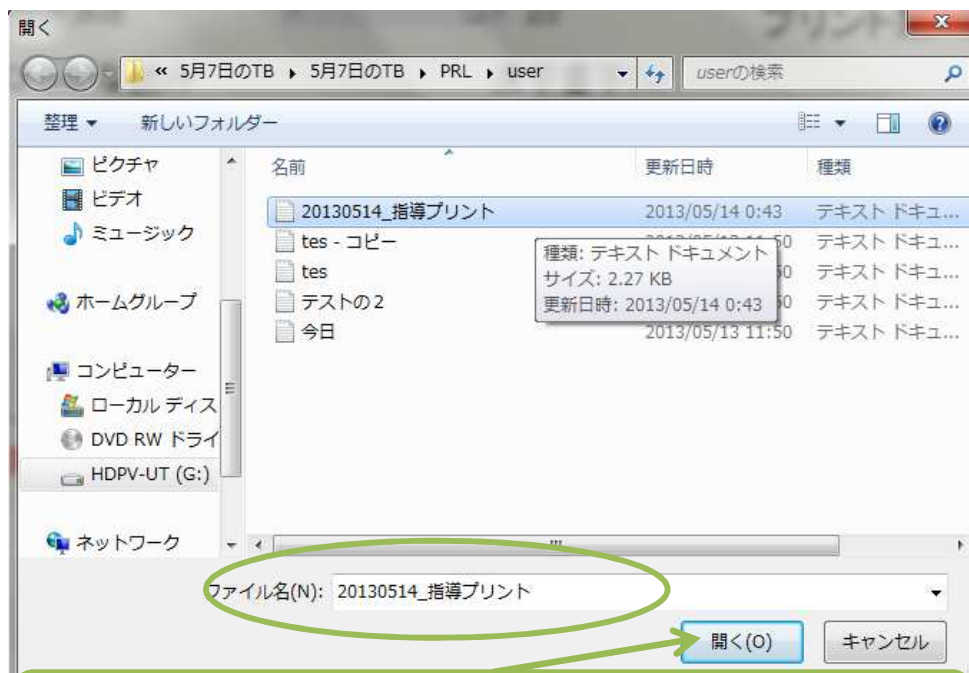 開く
プリント
« 5月7日のTB ▸ 5月7日のTB ▸ PRL ▸ user
userの検索
整理 ▼ 新しいフォルダー
名前 更新日時 種類
ピクチャ
ビデオ
ミュージック
ホームグループ
コンピューター
ローカル ディス
DVD RW ドライ
HDPV-UT (G:)
ネットワーク
20130514_指導プリント 2013/05/14 0:43 テキスト ドキュ...
tes - コピー 50 テキスト ドキュ...
tes 50 テキスト ドキュ...
テストの2 50 テキスト ドキュ...
今日 2013/05/13 11:50 テキスト ドキュ...
種類: テキスト ドキュメント
サイズ: 2.27 KB
更新日時: 2013/05/14 0:43
ファイル名(N): 20130514_指導プリント
開く(O) キャンセル